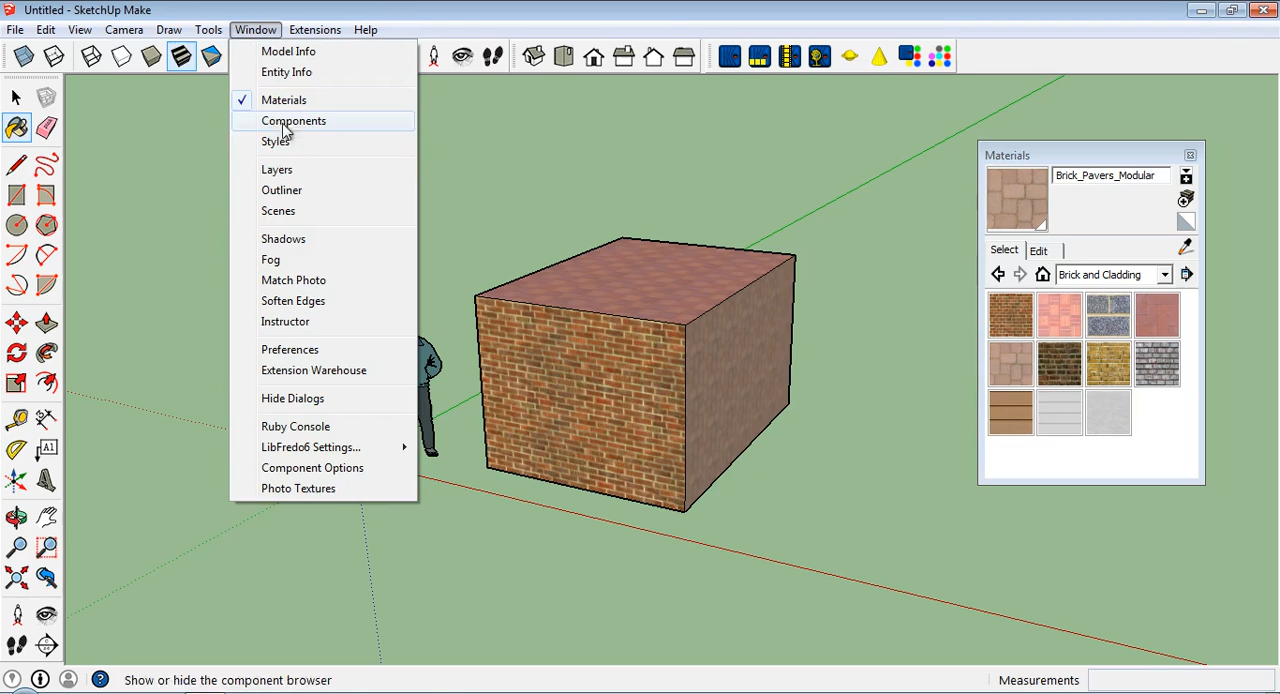 Untitled - SketchUp Make
File Edit View Camera Draw Tools Window Extensions Help
Model Info
Entity Info
Materials
Components
Styles
Layers
Outliner
Scenes
Shadows
Fog
Match Photo
Soften Edges
Instructor
Preferences
Extension Warehouse
Hide Dialogs
Ruby Console
LibFredo6 Settings...
Component Options
Photo Textures
A1
Materials
Brick_Pavers_Modular
Select Edit
Brick and Cladding
Show or hide the component browser
Measurements